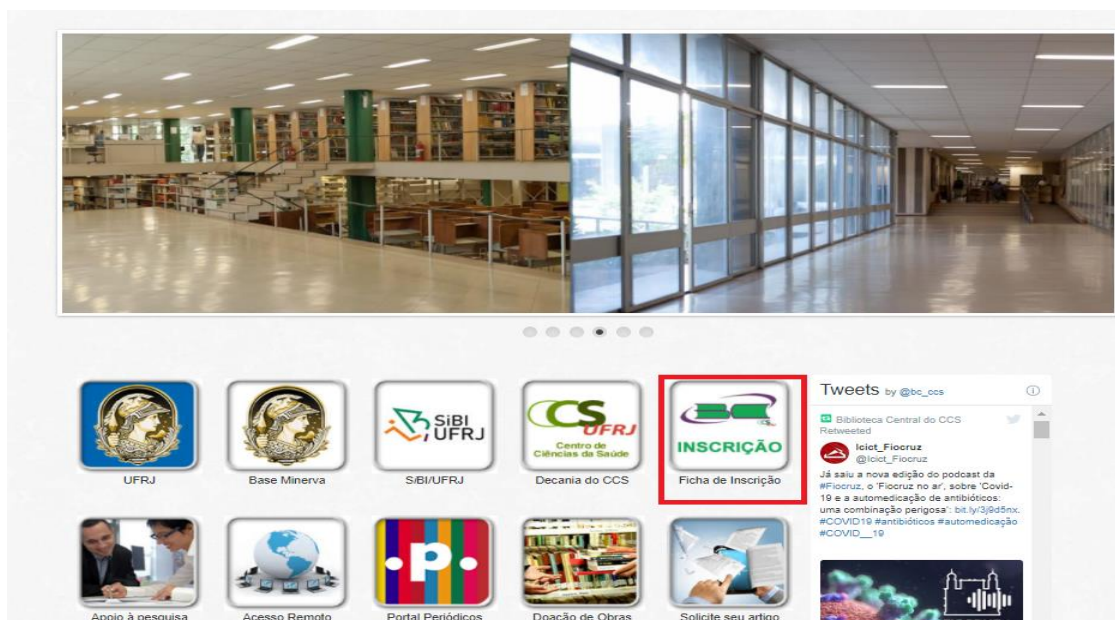 SiBI
UFRJ
CCS
UFRJ
Centro de
Ciências da Saúde
BC
INSCRIÇÃO
UFRJ
Base Minerva
SiBI/UFRJ
Decania do CCS
Ficha de Inscrição
.p.
Apoio à pesquisa
Acesso Remoto
Portal Periódicos
Doação de Obras
Solicite seu artigo
Tweets by @bc_ccs
Biblioteca Central do CCS
Retweeted
Icict_Fiocruz
@Icict_Fiocruz
Já saiu a nova edição do podcast da
#Fiocruz, o 'Fiocruz no ar', sobre 'Covid-
19 e a automedicação de antibióticos:
uma combinação perigosa': bit.ly/3j9d5nx.
#COVID19 #antibióticos #automedicação
#COVID__19